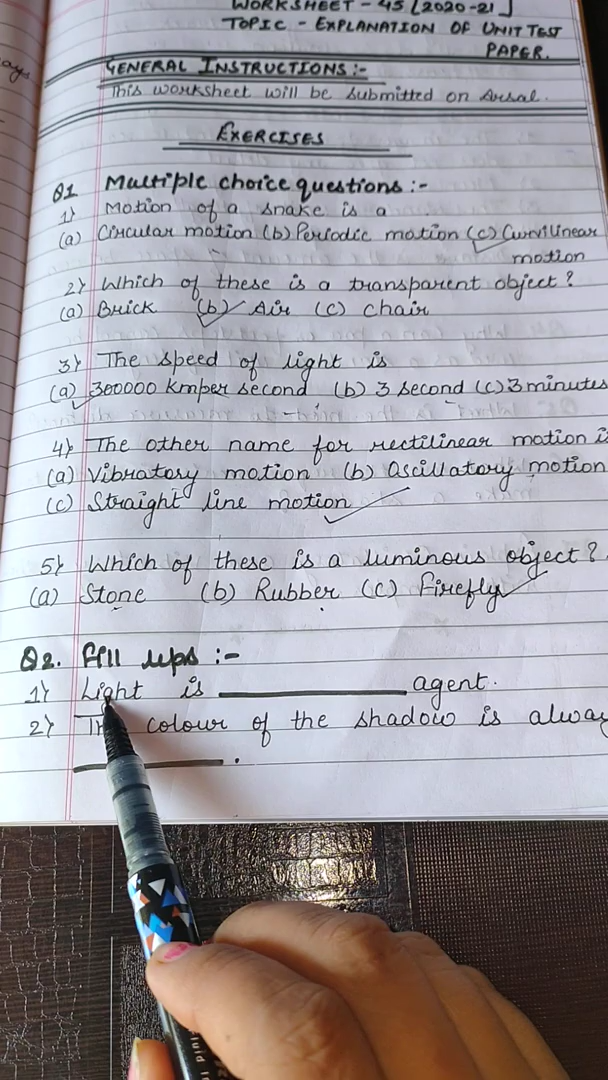 WORKSHEET - 45 [2020-21]
TOPIC - EXPLANATION OF UNIT TEST
PAPER.
GENERAL INSTRUCTIONS:-
This worksheet will be submitted on Arsal.
EXERCISES
Q1 Multiple choice questions :-
1) Motion of a snake is a
(a) Circular motion (b) Periodic motion (c) Curvilinear
motion
2) Which of these is a transparent object?
(a) Brick (b) Air (c) chair
3) The speed of light is
(a) 300000 kmper second (b) 3 second (c) 3 minutes
4) The other name for rectilinear motion is
(a) Vibratory motion (b) Oscillatory motion
(c) Straight line motion
5) Which of these is a luminous object?
(a) Stone (b) Rubber (c) Firefly
Q2. Fill ups :-
1) Light is ____________ agent.
2) The colour of the shadow is always
____________.